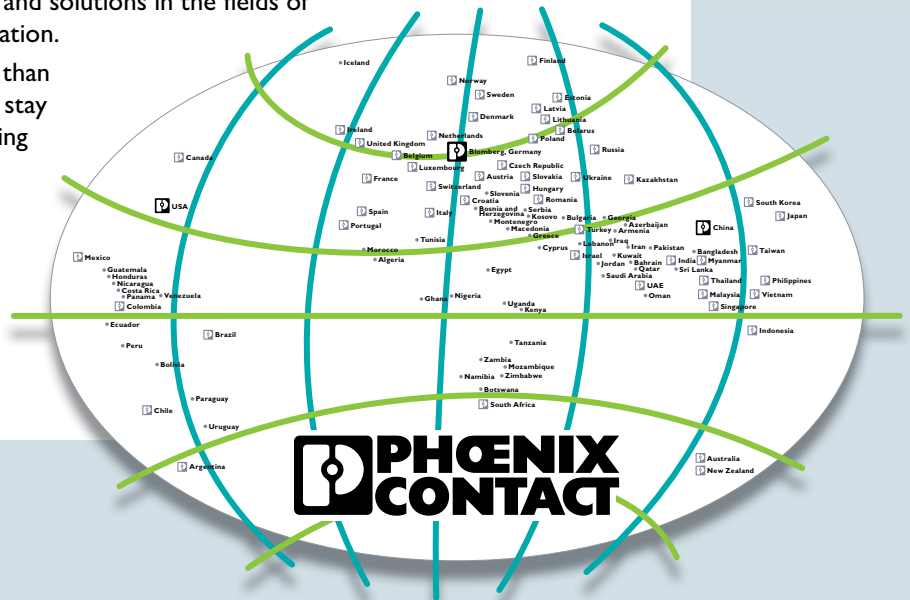 and solutions in the fields of
ation.
than
stay
ing
Iceland
Finland
Norway
Sweden
Estonia
Latvia
Denmark
Lithuania
Ireland
Netherlands
Belarus
United Kingdom
Poland
Canada
Belgium
Blomberg, Germany
Russia
Luxembourg
Czech Republic
France
Austria
Slovakia
Ukraine
Kazakhstan
Switzerland
Hungary
Slovenia
USA
Croatia
Romania
South Korea
Spain
Italy
Bosnia and
Herzegovina
Serbia
Kosovo
Bulgaria
Georgia
Japan
Portugal
Montenegro
Azerbaijan
China
Macedonia
Turkey
Armenia
Greece
Tunisia
Iraq
Morocco
Cyprus
Lebanon
Iran
Pakistan
Bangladesh
Taiwan
Mexico
Algeria
Israel
Kuwait
India
Myanmar
Jordan
Bahrain
Guatemala
Egypt
Qatar
Sri Lanka
Honduras
Saudi Arabia
Nicaragua
UAE
Thailand
Philippines
Costa Rica
Panama
Venezuela
Ghana
Nigeria
Oman
Malaysia
Vietnam
Colombia
Uganda
Kenya
Singapore
Ecuador
Brazil
Indonesia
Peru
Tanzania
Bolivia
Zambia
Mozambique
Namibia
Zimbabwe
Botswana
Paraguay
South Africa
Chile
Uruguay
Argentina
Australia
New Zealand
PHŒNIX
CONTACT